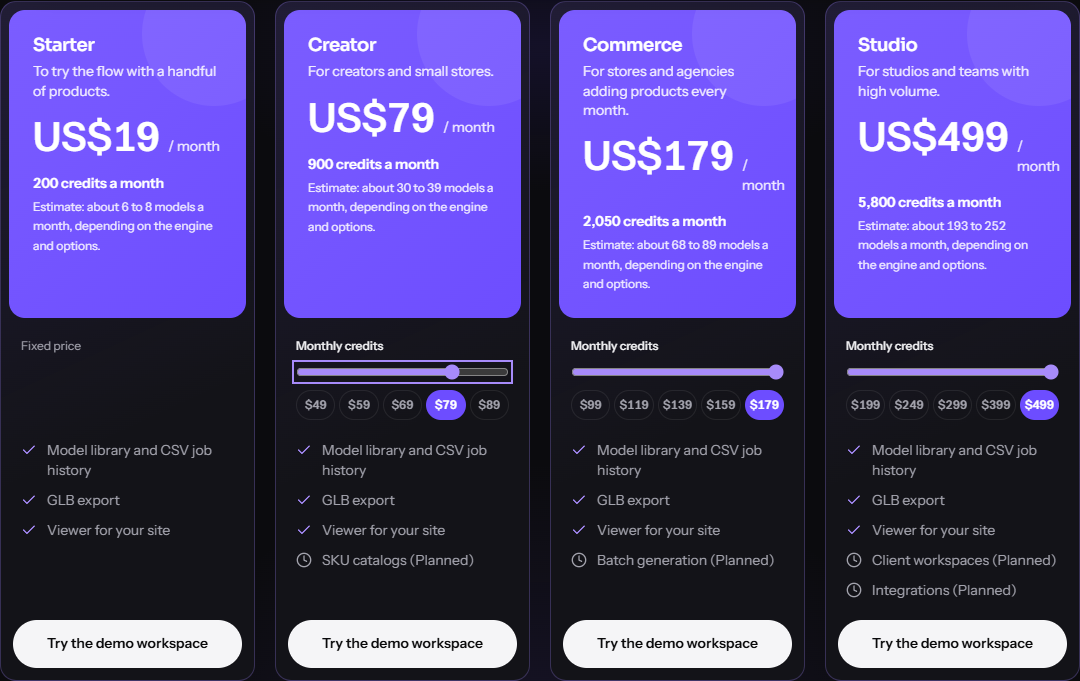 Starter
To try the flow with a handful
of products.
US$19 / month
200 credits a month
Estimate: about 6 to 8 models a
month, depending on the engine
and options.
Fixed price
Model library and CSV job
history
GLB export
Viewer for your site
Try the demo workspace
Creator
For creators and small stores.
US$79 / month
900 credits a month
Estimate: about 30 to 39 models a
month, depending on the engine
and options.
Monthly credits
$49 $59 $69 $79 $89
Model library and CSV job
history
GLB export
Viewer for your site
SKU catalogs (Planned)
Try the demo workspace
Commerce
For stores and agencies
adding products every
month.
US$179 /
month
2,050 credits a month
Estimate: about 68 to 89 models a
month, depending on the engine
and options.
Monthly credits
$99 $119 $139 $159 $179
Model library and CSV job
history
GLB export
Viewer for your site
Batch generation (Planned)
Try the demo workspace
Studio
For studios and teams with
high volume.
US$499 /
month
5,800 credits a month
Estimate: about 193 to 252
models a month, depending on
the engine and options.
Monthly credits
$199 $249 $299 $399 $499
Model library and CSV job
history
GLB export
Viewer for your site
Client workspaces (Planned)
Integrations (Planned)
Try the demo workspace